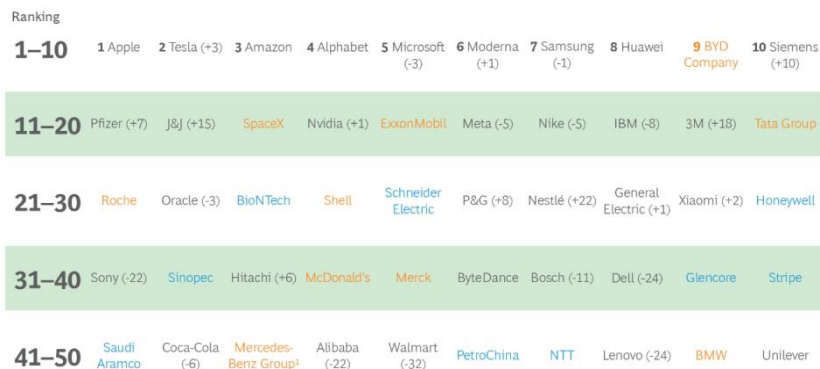 Ranking
1–10 1 Apple 2 Tesla (+3) 3 Amazon 4 Alphabet 5 Microsoft (-3) 6 Moderna (+1) 7 Samsung (-1) 8 Huawei 9 BYD Company 10 Siemens (+10)
11–20 Pfizer (+7) J&J (+15) SpaceX Nvidia (+1) ExxonMobil Meta (-5) Nike (-5) IBM (-8) 3M (+18) Tata Group
21–30 Roche Oracle (-3) BioNTech Shell Schneider Electric P&G (+8) Nestlé (+22) General Electric (+1) Xiaomi (+2) Honeywell
31–40 Sony (-22) Sinopec Hitachi (+6) McDonald's Merck ByteDance Bosch (-11) Dell (-24) Glencore Stripe
41–50 Saudi Aramco Coca-Cola (-6) Mercedes-Benz Group¹ Alibaba (-22) Walmart (-32) PetroChina NTT Lenovo (-24) BMW Unilever